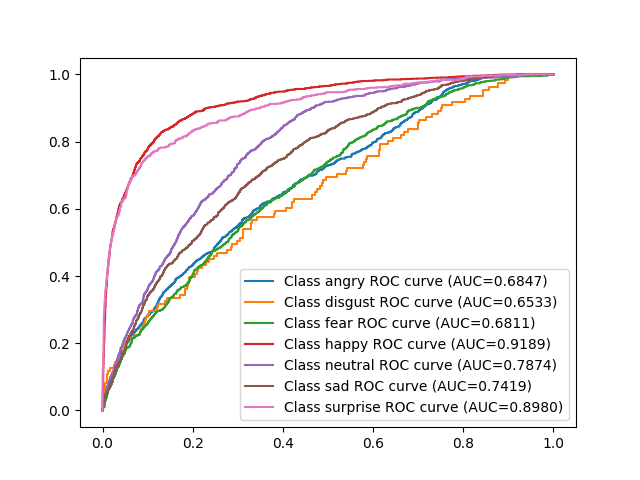 1.0
0.8
0.6
0.4
0.2
0.0
Class angry ROC curve (AUC=0.6847)
Class disgust ROC curve (AUC=0.6533)
Class fear ROC curve (AUC=0.6811)
Class happy ROC curve (AUC=0.9189)
Class neutral ROC curve (AUC=0.7874)
Class sad ROC curve (AUC=0.7419)
Class surprise ROC curve (AUC=0.8980)
0.0 0.2 0.4 0.6 0.8 1.0